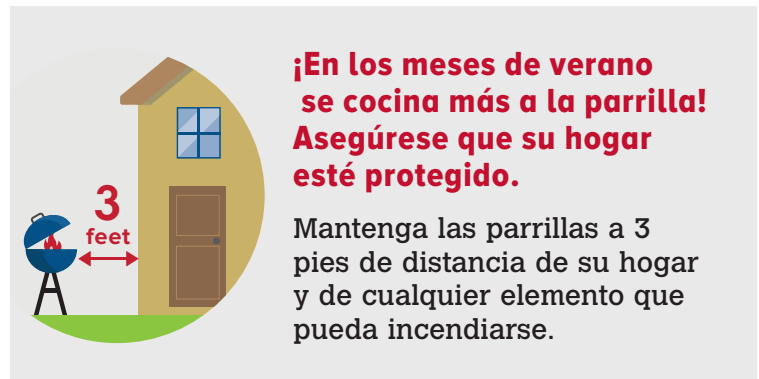 3
feet
¡En los meses de verano
se cocina más a la parrilla!
Asegúrese que su hogar
esté protegido.
Mantenga las parrillas a 3
pies de distancia de su hogar
y de cualquier elemento que
pueda incendiarse.